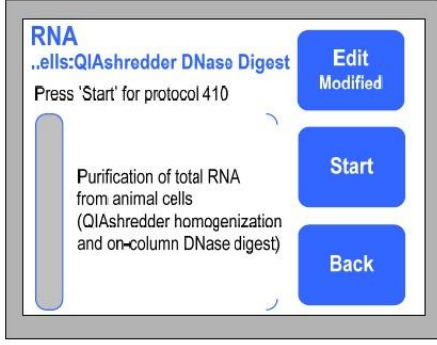 RNA
..ells:QIAshredder DNase Digest
Press 'Start' for protocol 410
Purification of total RNA
from animal cells
(QIAshredder homogenization
and on-column DNase digest)
Edit
Modified
Start
Back